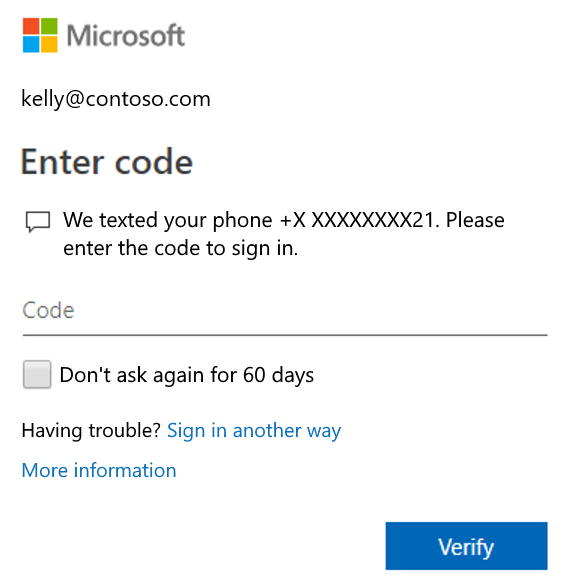 Microsoft
kelly@contoso.com
Enter code
We texted your phone +X XXXXXXXX21. Please
enter the code to sign in.
Code
Don't ask again for 60 days
Having trouble? Sign in another way
More information
Verify